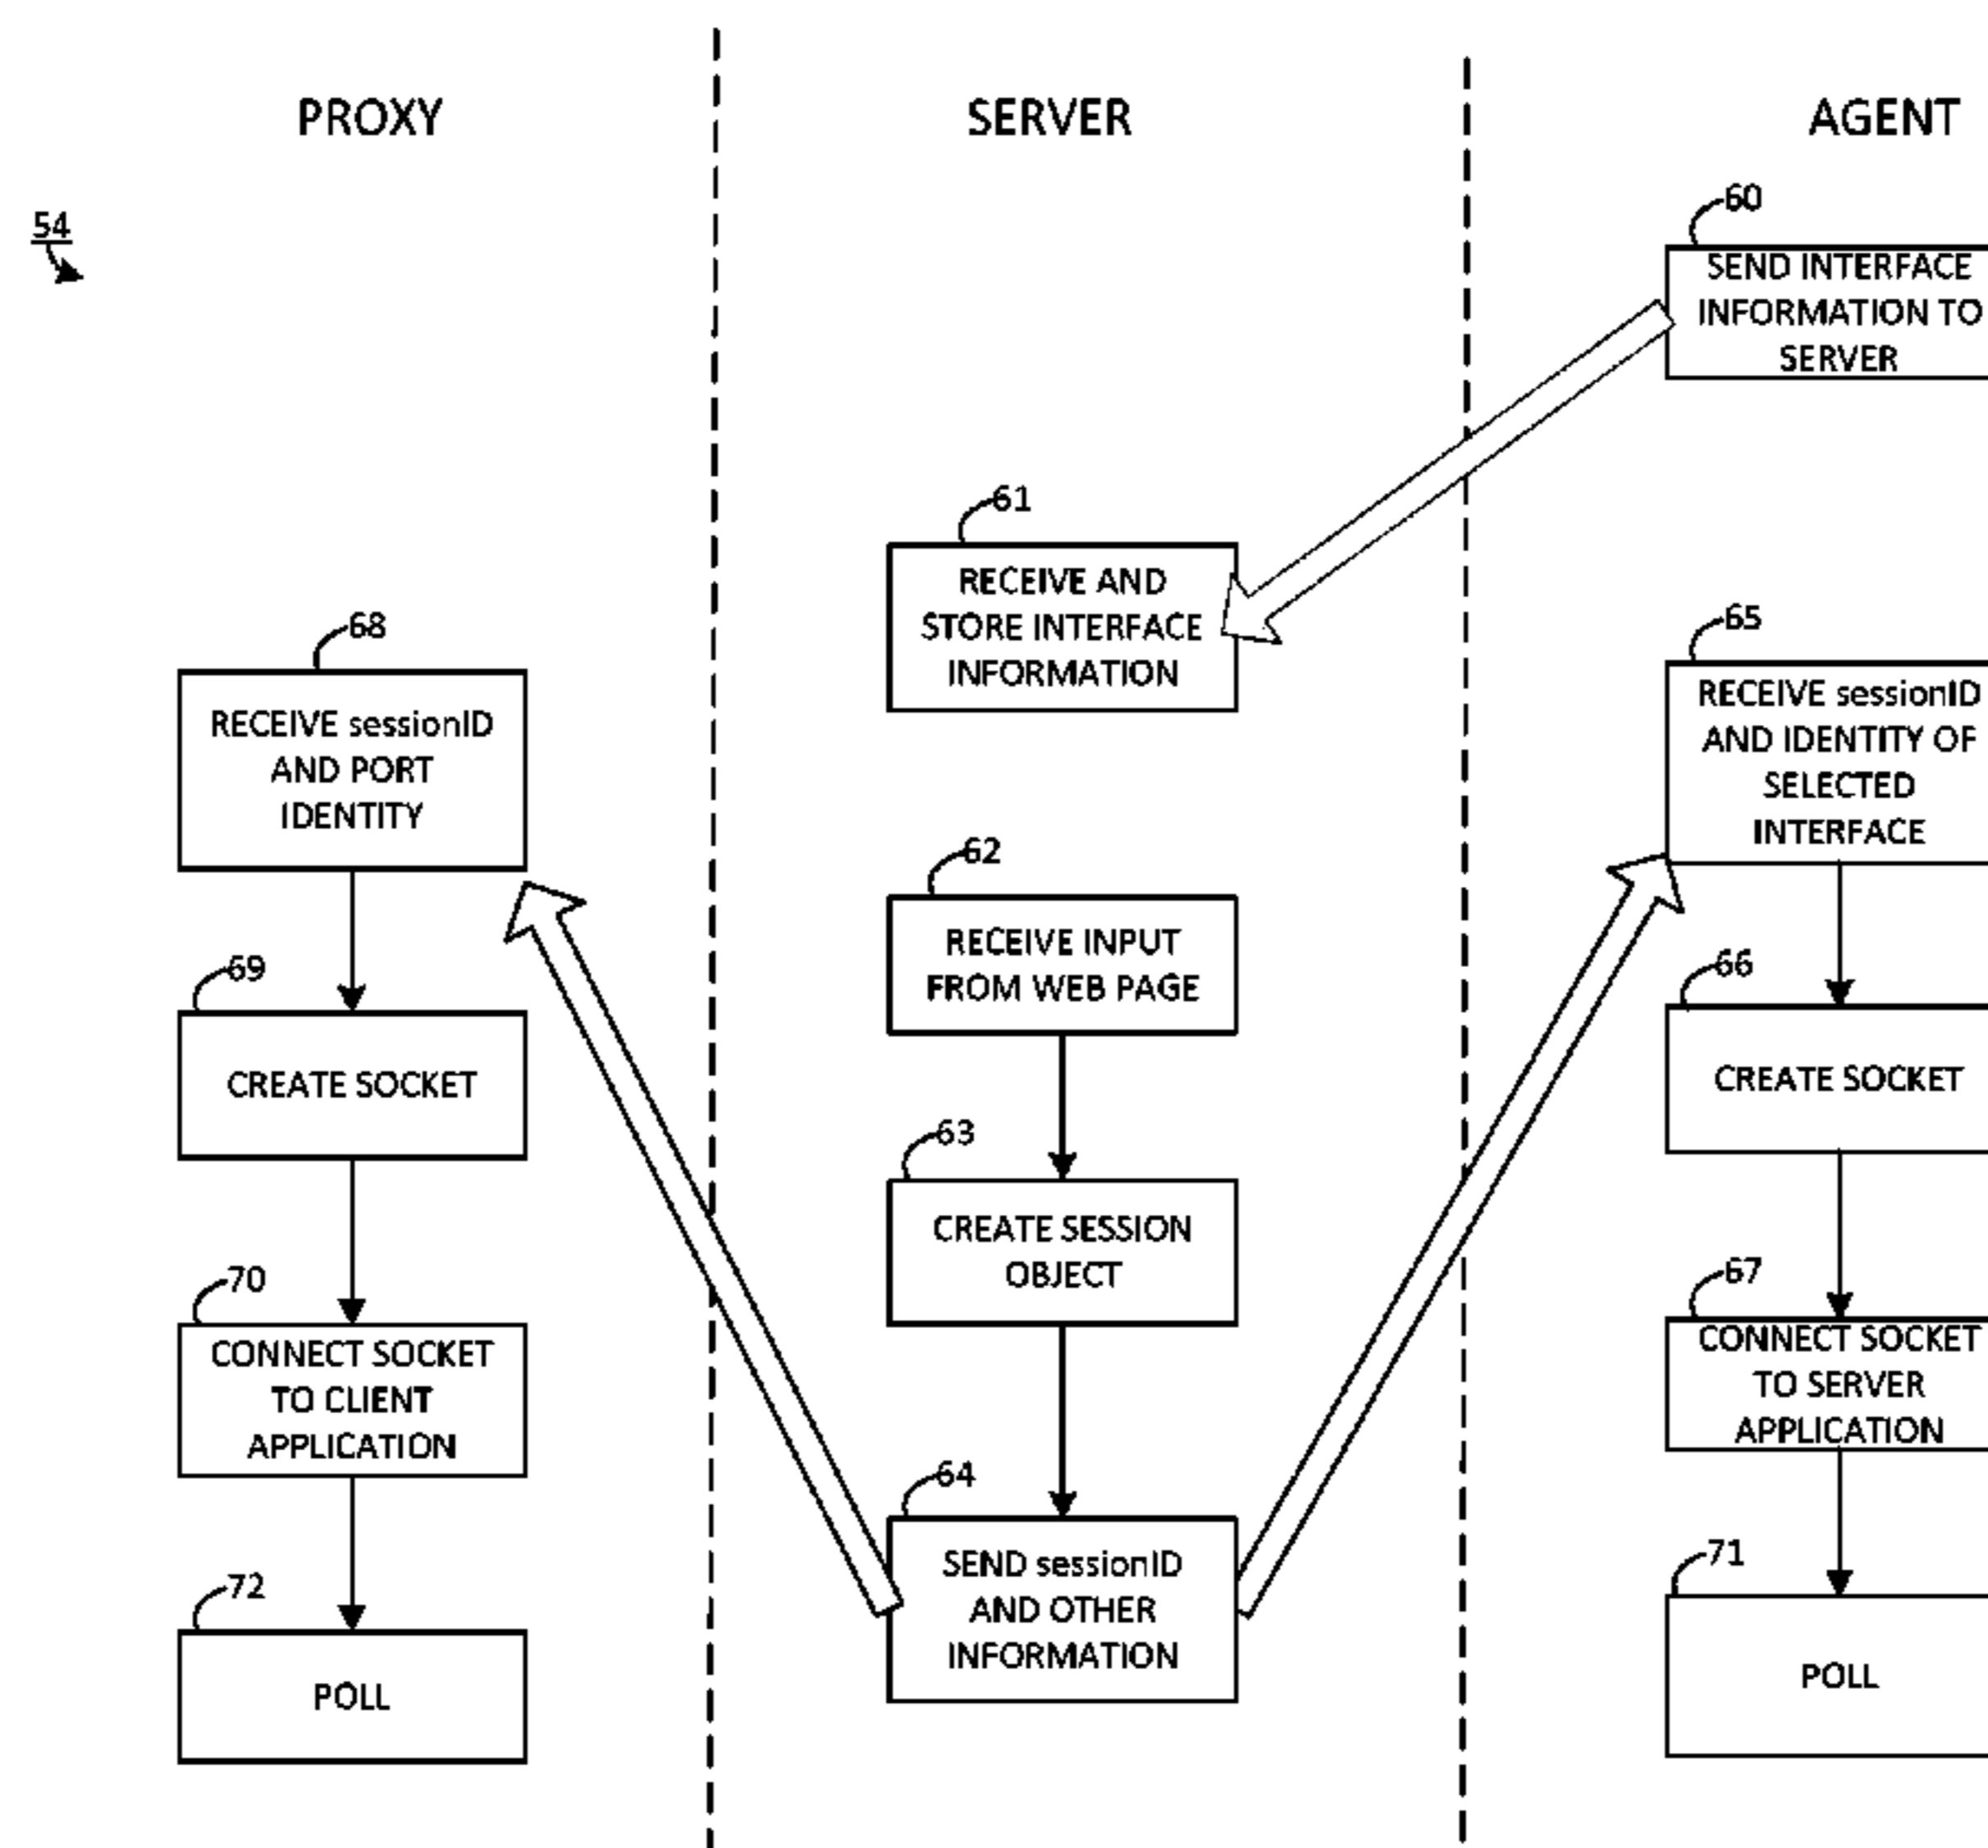 PROXY
SERVER
AGENT
54
60
SEND INTERFACE
INFORMATION TO
SERVER
61
RECEIVE AND
STORE INTERFACE
INFORMATION
68
RECEIVE sessionID
AND PORT
IDENTITY
65
RECEIVE sessionID
AND IDENTITY OF
SELECTED
INTERFACE
62
RECEIVE INPUT
FROM WEB PAGE
69
CREATE SOCKET
66
CREATE SOCKET
63
CREATE SESSION
OBJECT
70
CONNECT SOCKET
TO CLIENT
APPLICATION
67
CONNECT SOCKET
TO SERVER
APPLICATION
64
SEND sessionID
AND OTHER
INFORMATION
72
POLL
71
POLL